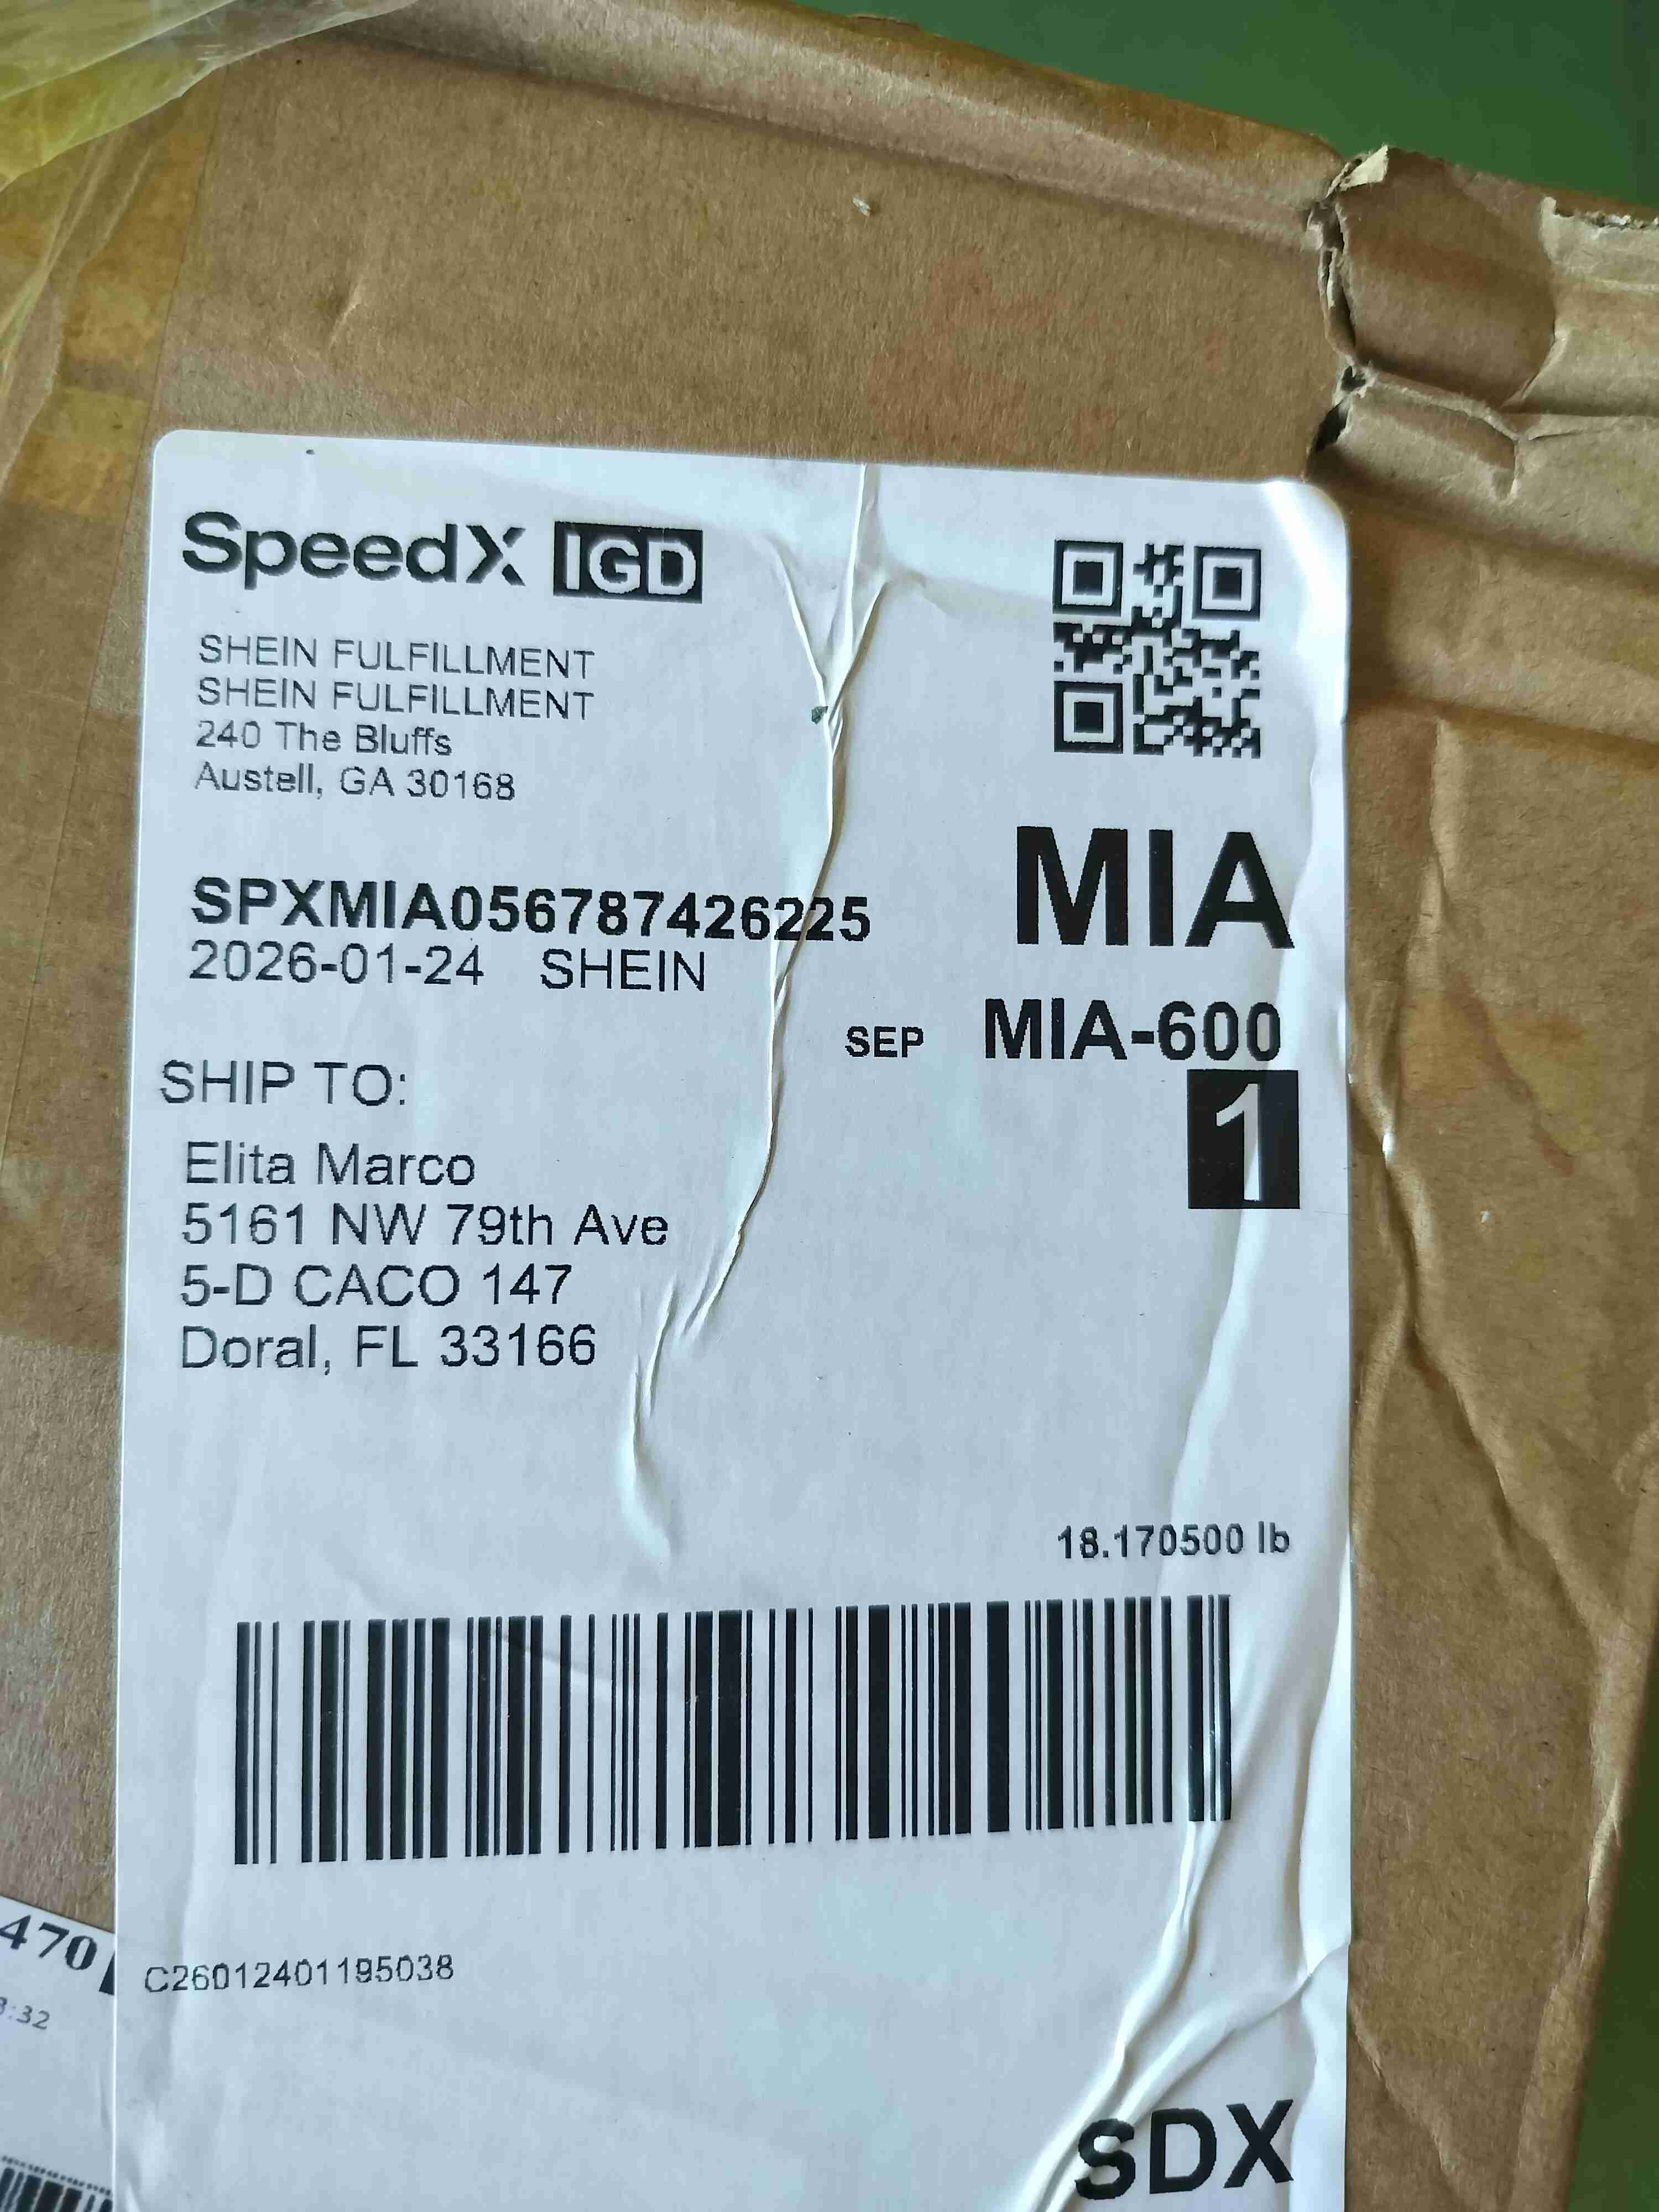 SpeedX IGD
SHEIN FULFILLMENT
SHEIN FULFILLMENT
240 The Bluffs
Austell, GA 30168
MIA
SPXMIA056787426225
2026-01-24 SHEIN
SEP MIA-600
1
SHIP TO:
Elita Marco
5161 NW 79th Ave
5-D CACO 147
Doral, FL 33166
18.170500 lb
470
C26012401195038
:32
SDX